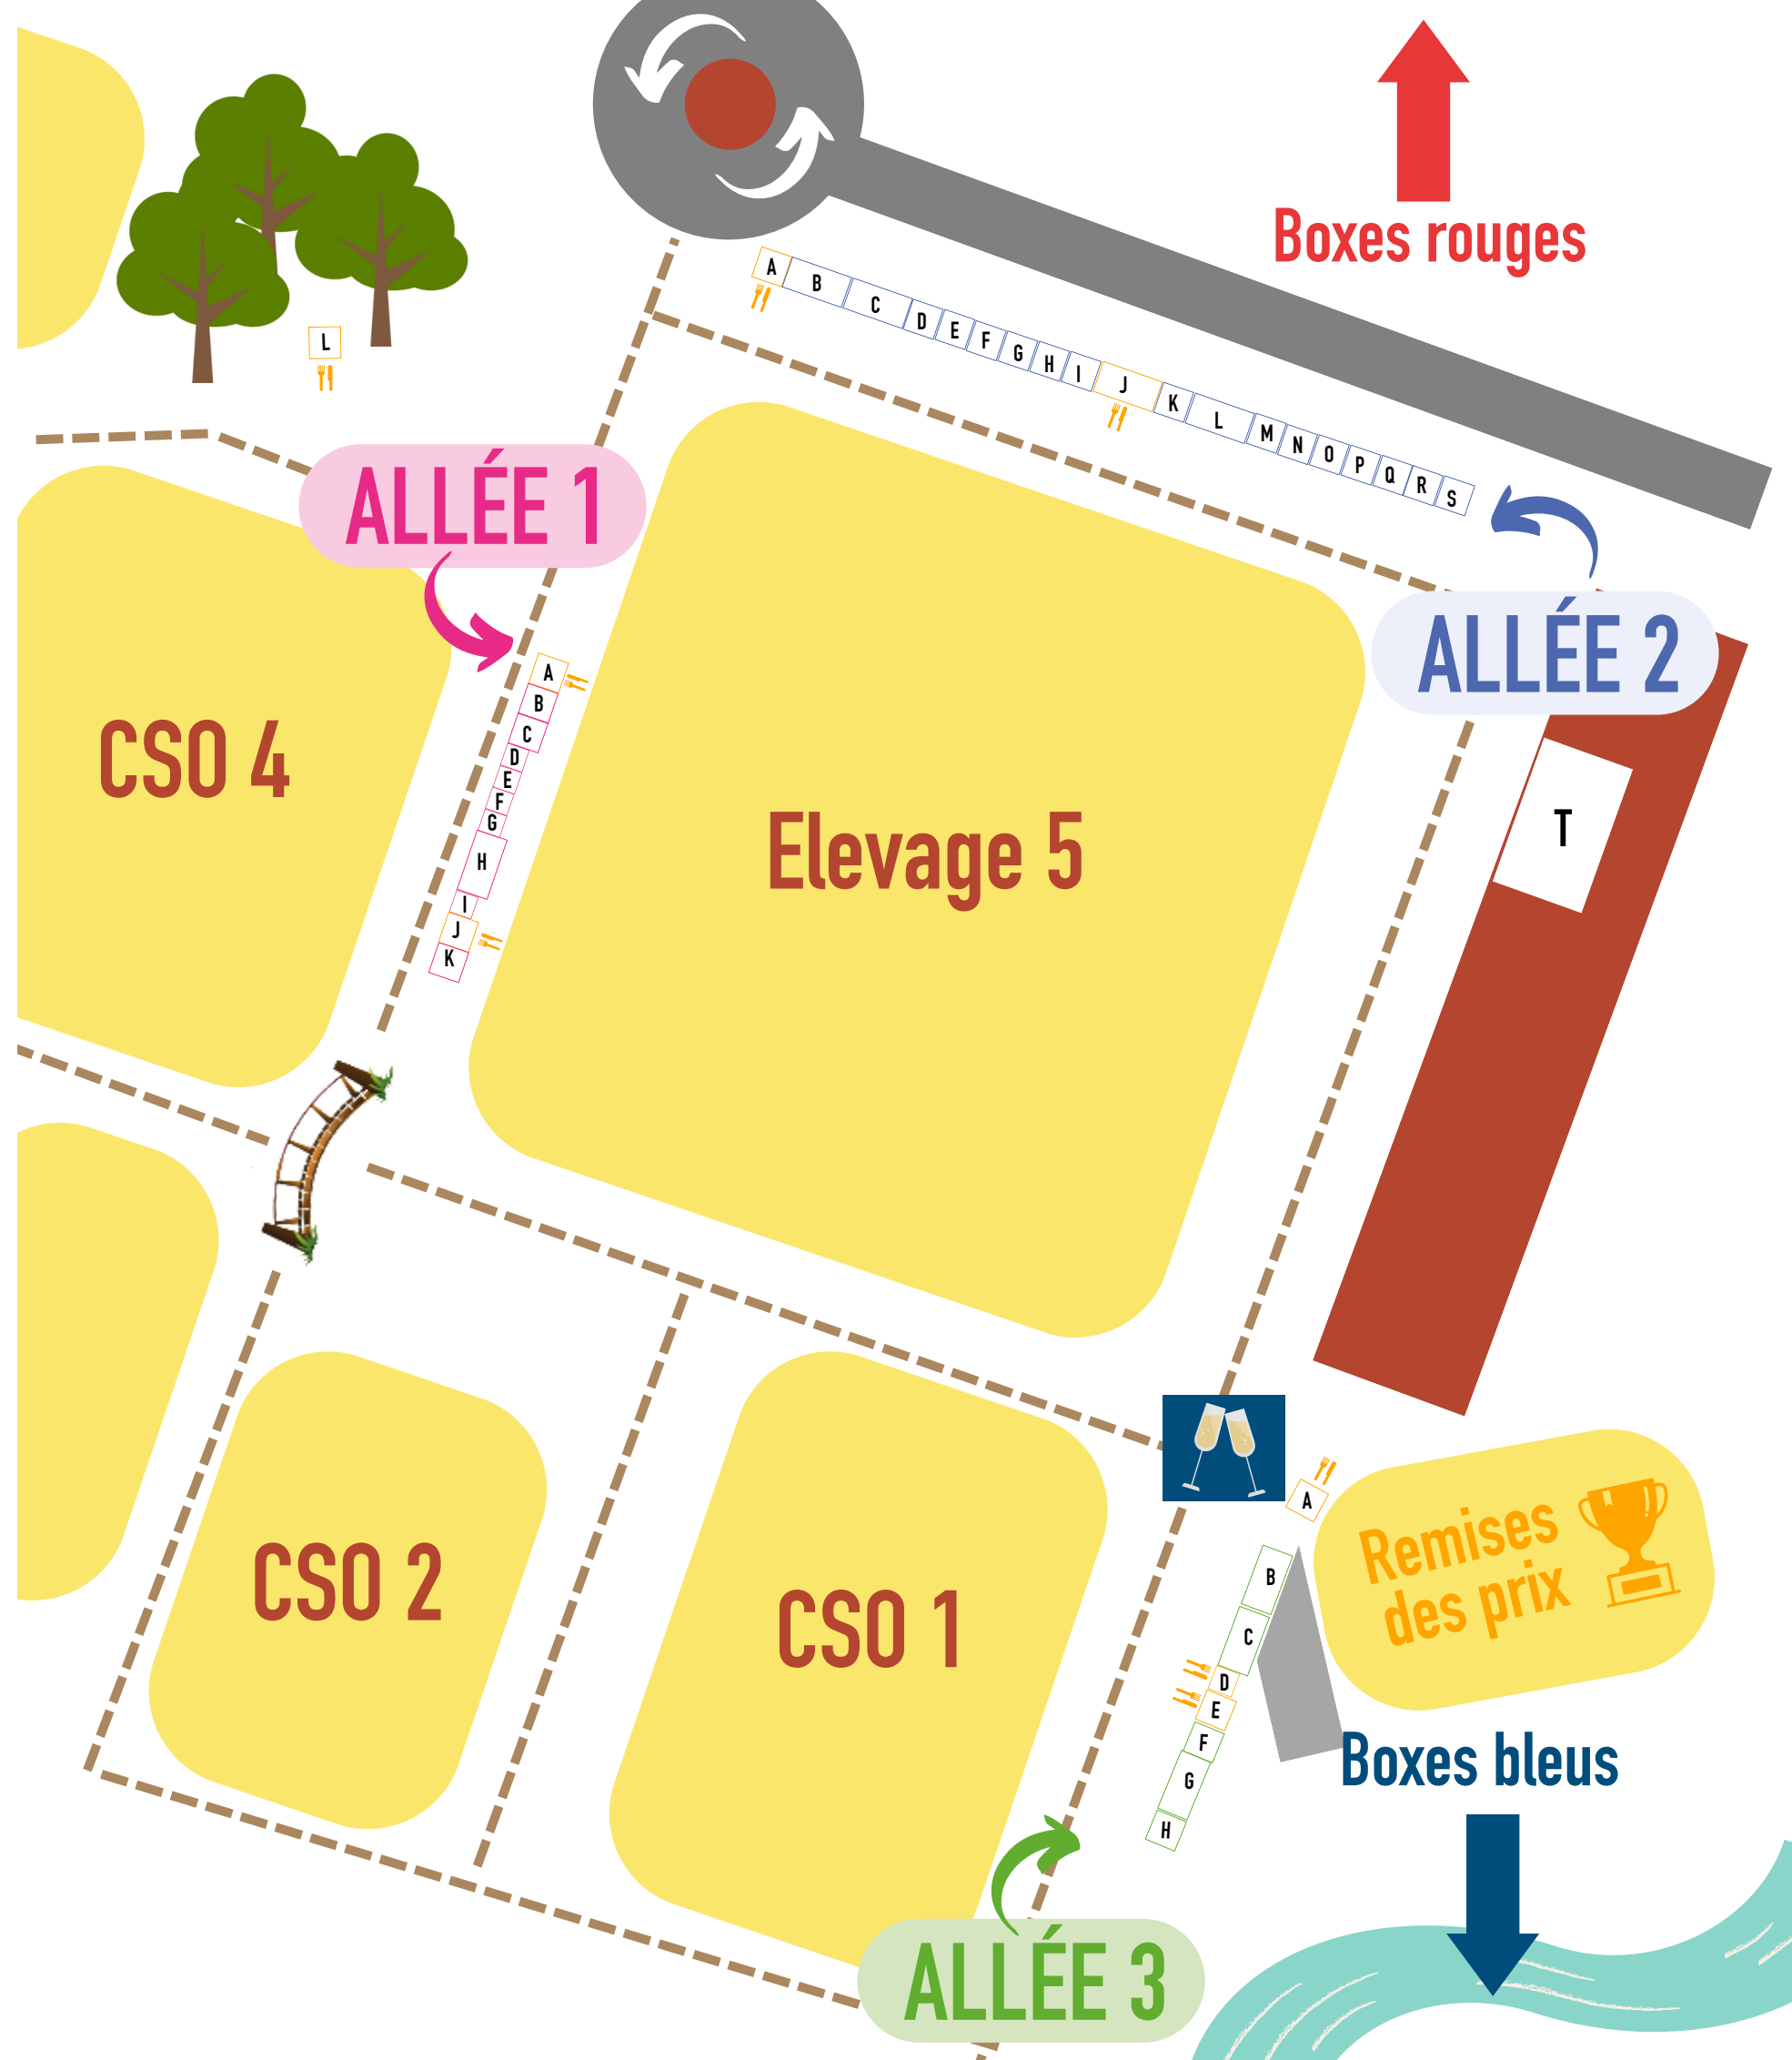 Boxes rouges
A
B
C
D
E
F
G
H
I
J
K
L
M
N
O
P
Q
R
S
L
ALLÉE 1
ALLÉE 2
A
B
C
D
E
F
G
H
I
J
K
CSO 4
Elevage 5
T
A
B
C
D
E
F
G
H
Remises
des prix
CSO 2
CSO 1
Boxes bleus
ALLÉE 3